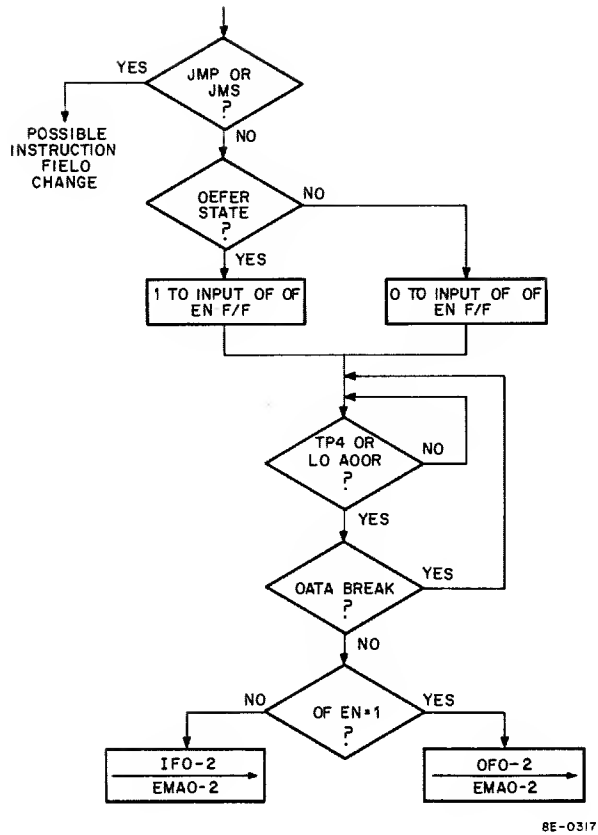 YES
JMP OR
JMS
?
POSSIBLE
INSTRUCTION
FIELO
CHANGE
NO
OEFER
STATE
?
NO
YES
1 TO INPUT OF OF
EN F/F
0 TO INPUT OF OF
EN F/F
TP4 OR
LO AOOR
?
NO
YES
OATA BREAK
?
YES
NO
OF EN=1
?
NO
YES
IFO-2
EMAO-2
OFO-2
EMAO-2
8E-0317